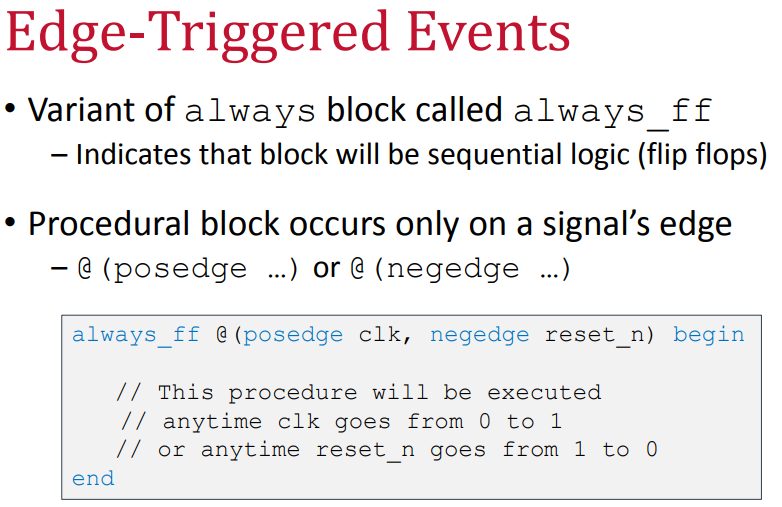 Edge-Triggered Events
• Variant of always block called always_ff
– Indicates that block will be sequential logic (flip flops)
• Procedural block occurs only on a signal's edge
– @(posedge …) or @(negedge …)
always_ff @(posedge clk, negedge reset_n) begin
// This procedure will be executed
// anytime clk goes from 0 to 1
// or anytime reset_n goes from 1 to 0
end